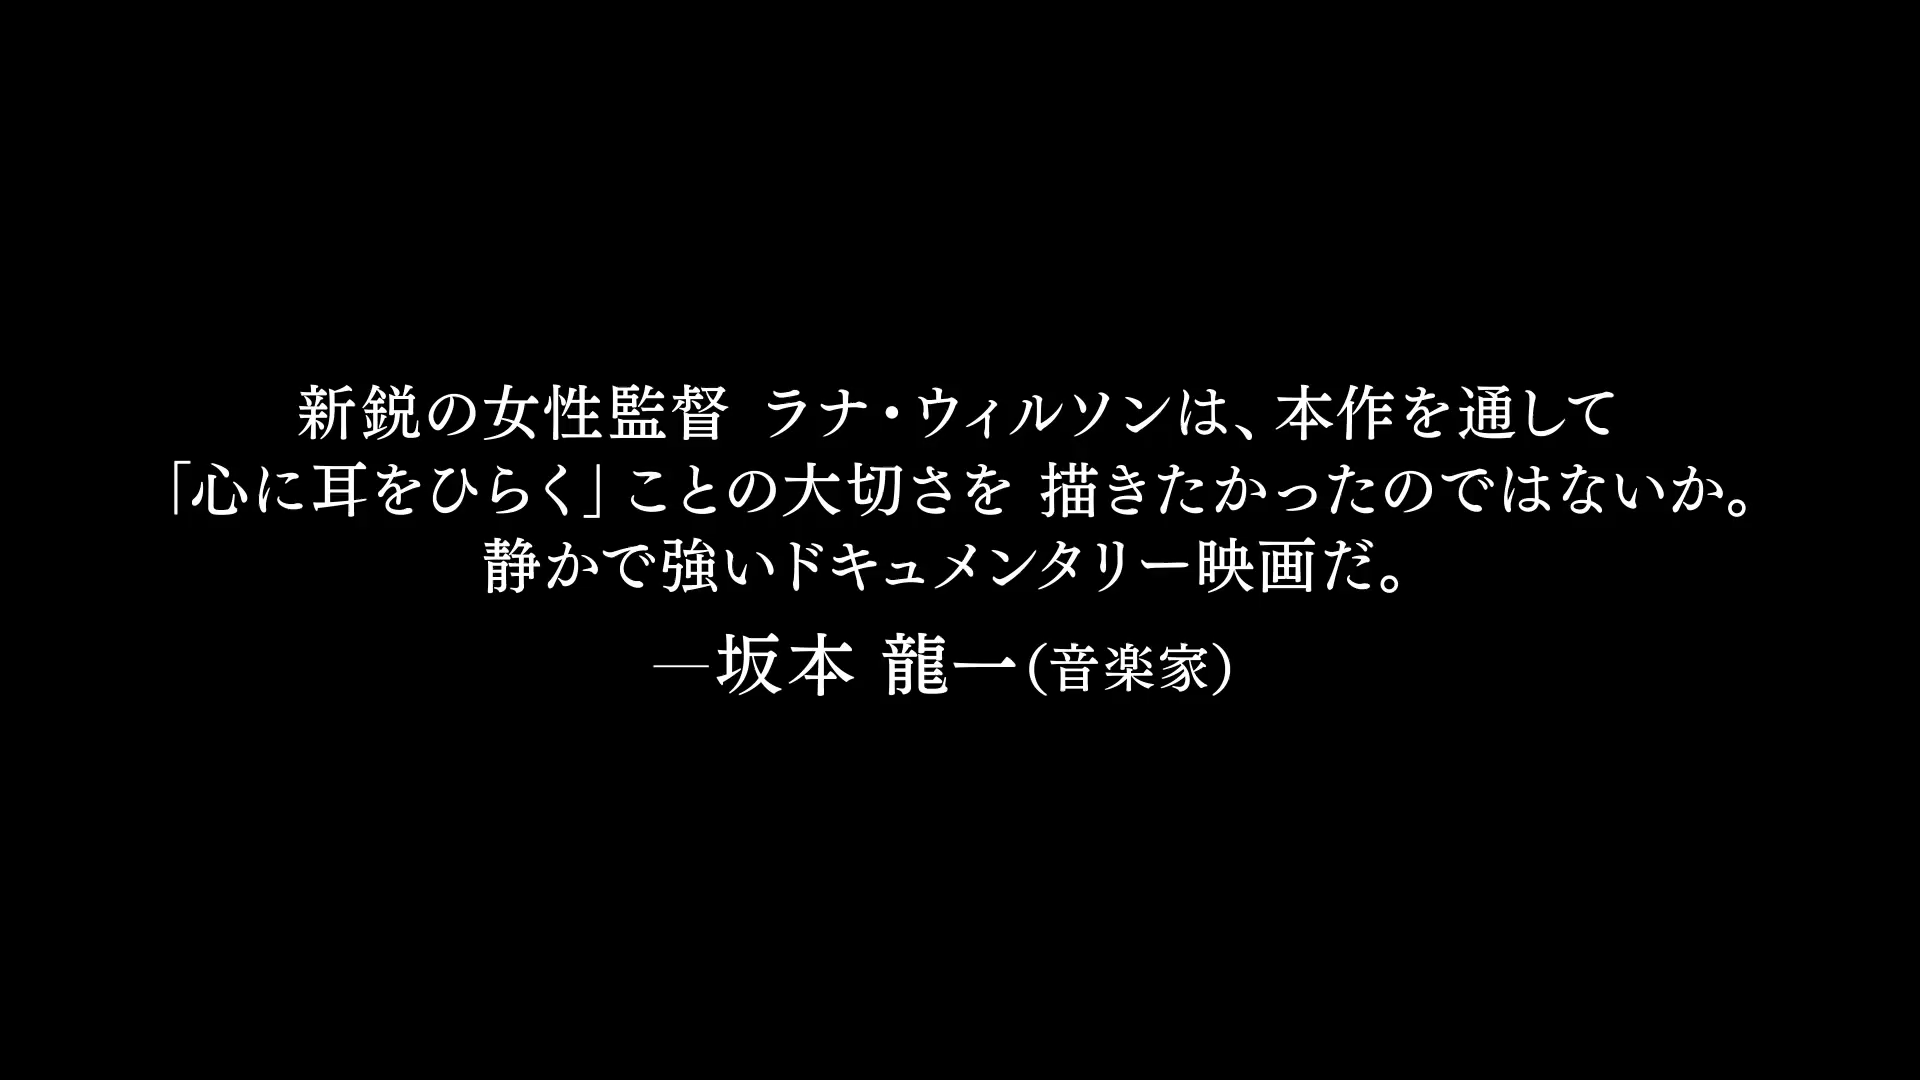 新鋭の女性監督 ラナ・ウィルソンは、本作を通して
「心に耳をひらく」ことの大切さを 描きたかったのではないか。
静かで強いドキュメンタリー映画だ。
—坂本 龍一（音楽家）